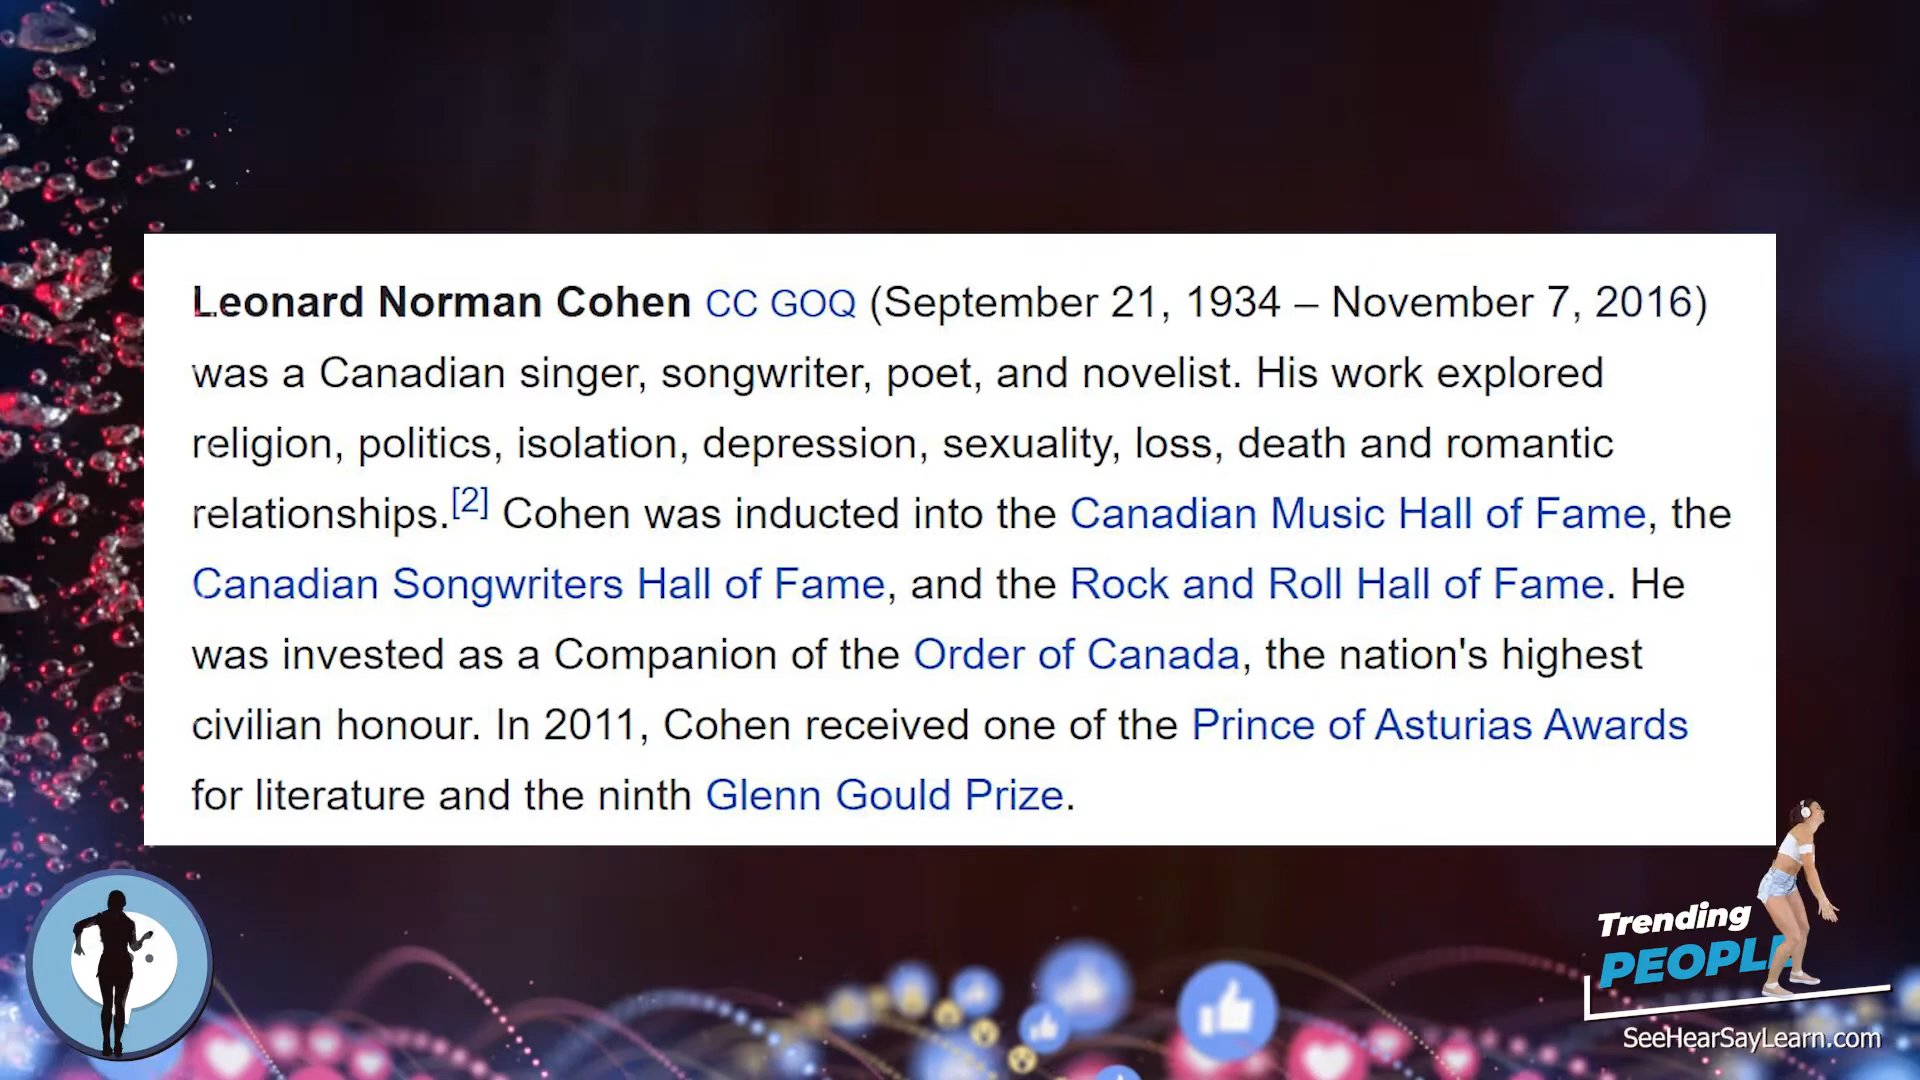 Leonard Norman Cohen CC GOQ (September 21, 1934 – November 7, 2016)
was a Canadian singer, songwriter, poet, and novelist. His work explored
religion, politics, isolation, depression, sexuality, loss, death and romantic
relationships.[2] Cohen was inducted into the Canadian Music Hall of Fame, the
Canadian Songwriters Hall of Fame, and the Rock and Roll Hall of Fame. He
was invested as a Companion of the Order of Canada, the nation's highest
civilian honour. In 2011, Cohen received one of the Prince of Asturias Awards
for literature and the ninth Glenn Gould Prize.
Trending
PEOPLE
SeeHearSayLearn.com